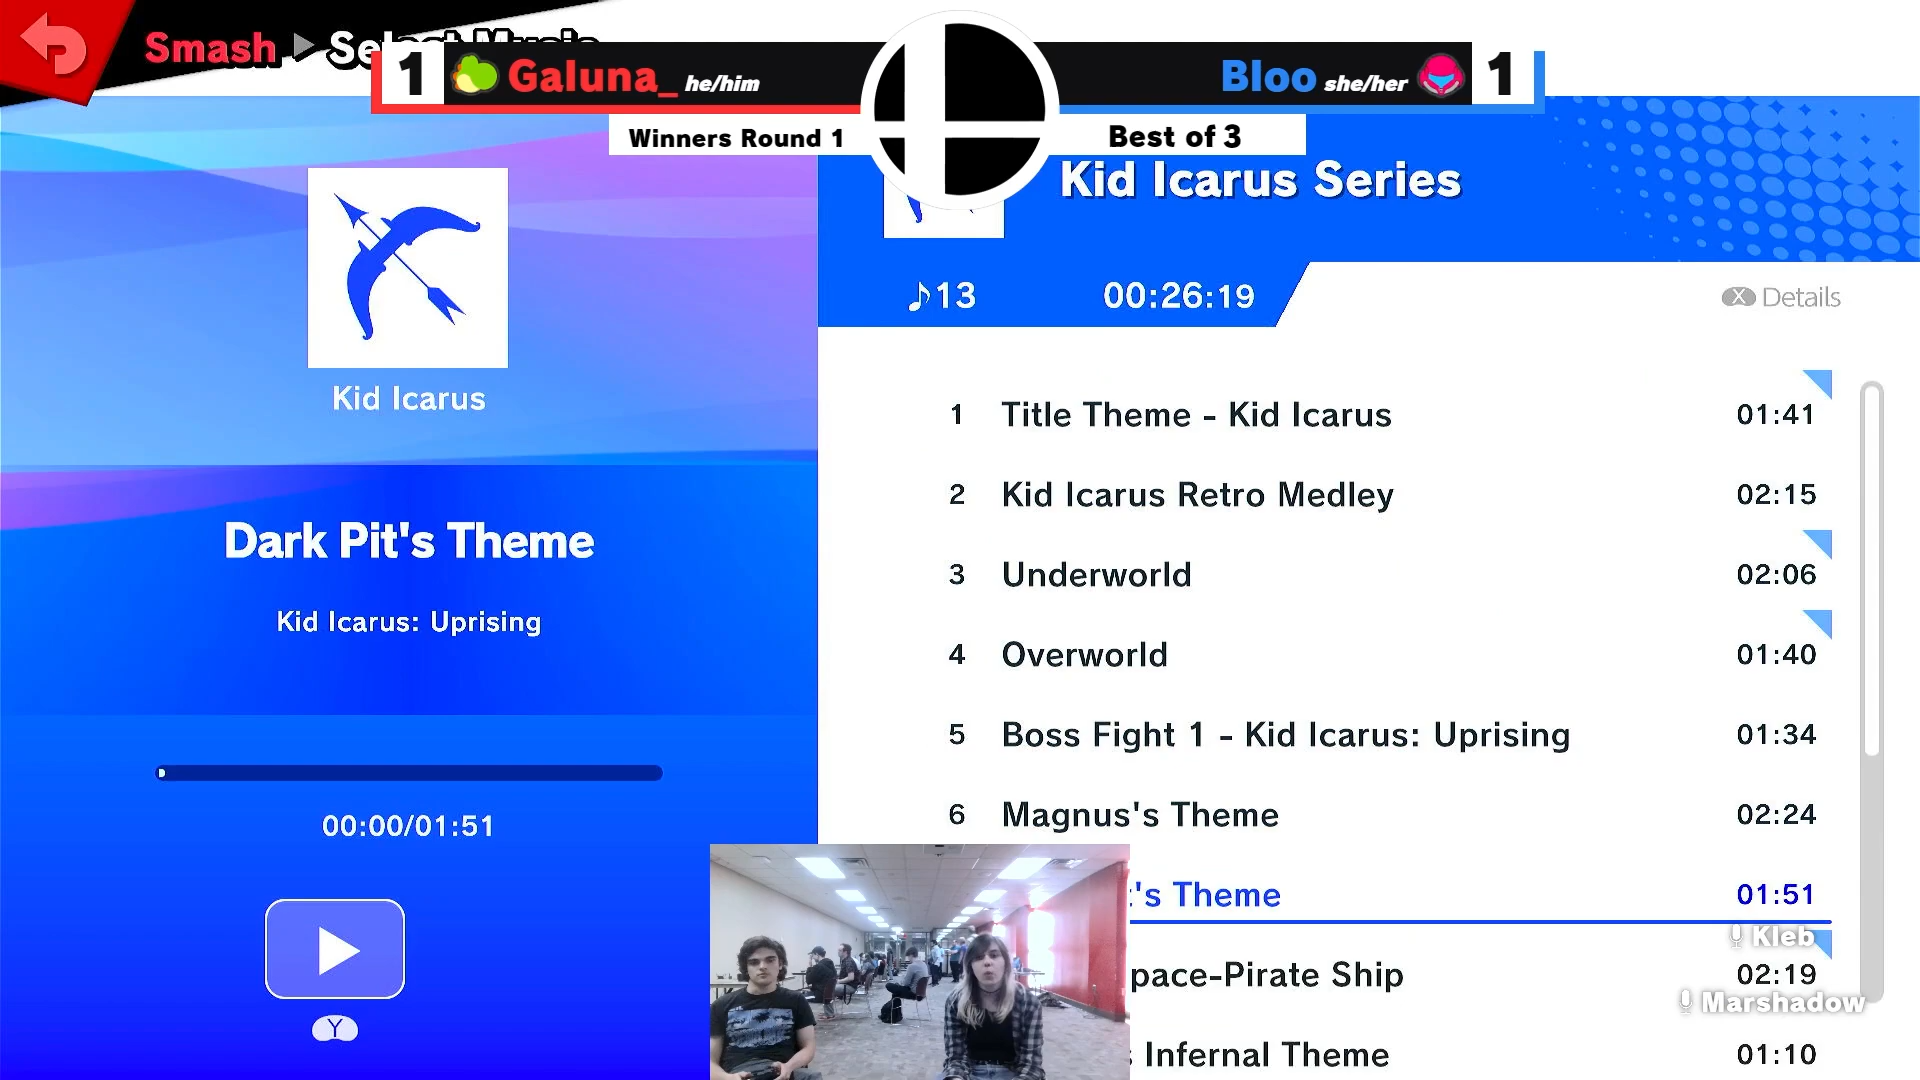 Smash ▶ Select Music
1 Galuna_ he/him
Bloo she/her 1
Winners Round 1
Best of 3
Kid Icarus
Dark Pit's Theme
Kid Icarus: Uprising
00:00/01:51
Y
Kid Icarus Series
♪13 00:26:19
X Details
1 Title Theme - Kid Icarus 01:41
2 Kid Icarus Retro Medley 02:15
3 Underworld 02:06
4 Overworld 01:40
5 Boss Fight 1 - Kid Icarus: Uprising 01:34
6 Magnus's Theme 02:24
's Theme 01:51
Kleb
pace-Pirate Ship 02:19
Marshadow
Infernal Theme 01:10